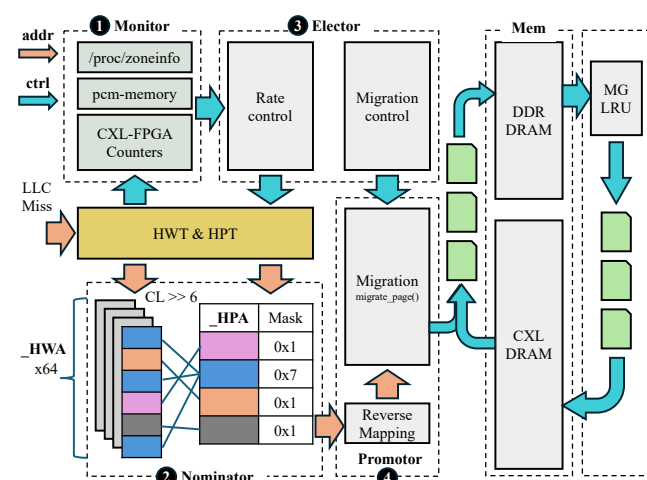 addr
ctrl
1 Monitor
/proc/zoneinfo
pcm-memory
CXL-FPGA
Counters
3 Elector
Rate
control
Migration
control
Mem
DDR
DRAM
MG
LRU
LLC
Miss
HWT & HPT
Migration
migrate_page()
CXL
DRAM
CL >> 6
_HWA
x64
_HPA Mask
0x1
0x7
0x1
0x1
Reverse
Mapping
2 Nominator
Promotor
4